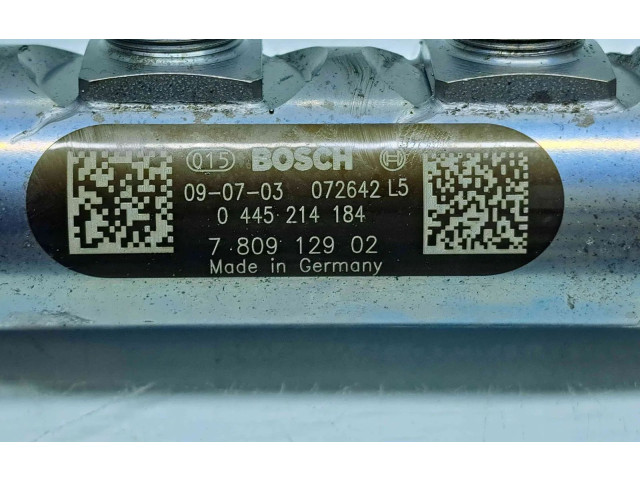 015 BOSCH
09-07-03 072642 L5
0 445 214 184
7.809 129 02
Made in Germany